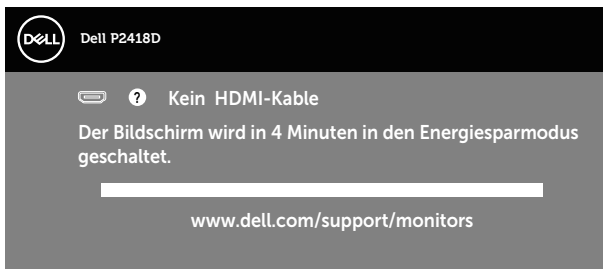 DELL
Dell P2418D
? Kein HDMI-Kable
Der Bildschirm wird in 4 Minuten in den Energiesparmodus
geschaltet.
www.dell.com/support/monitors